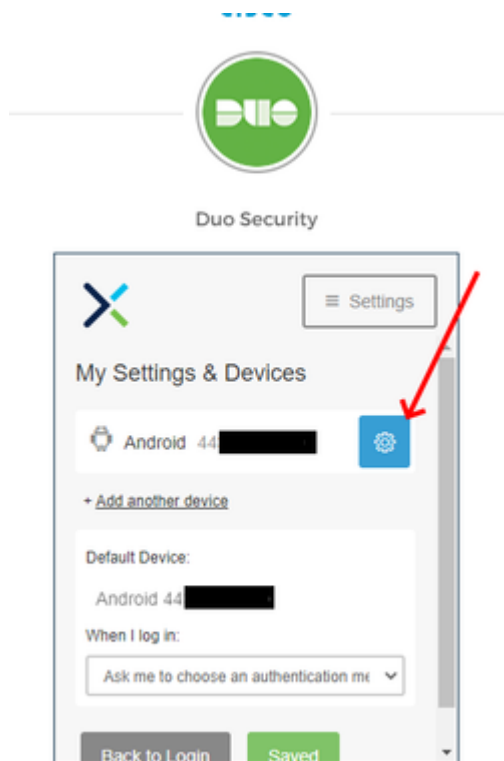 DUO
Duo Security
≡ Settings
My Settings & Devices
Android 44
+ Add another device
Default Device:
Android 44
When I log in:
Ask me to choose an authentication me
Back to Login Saved